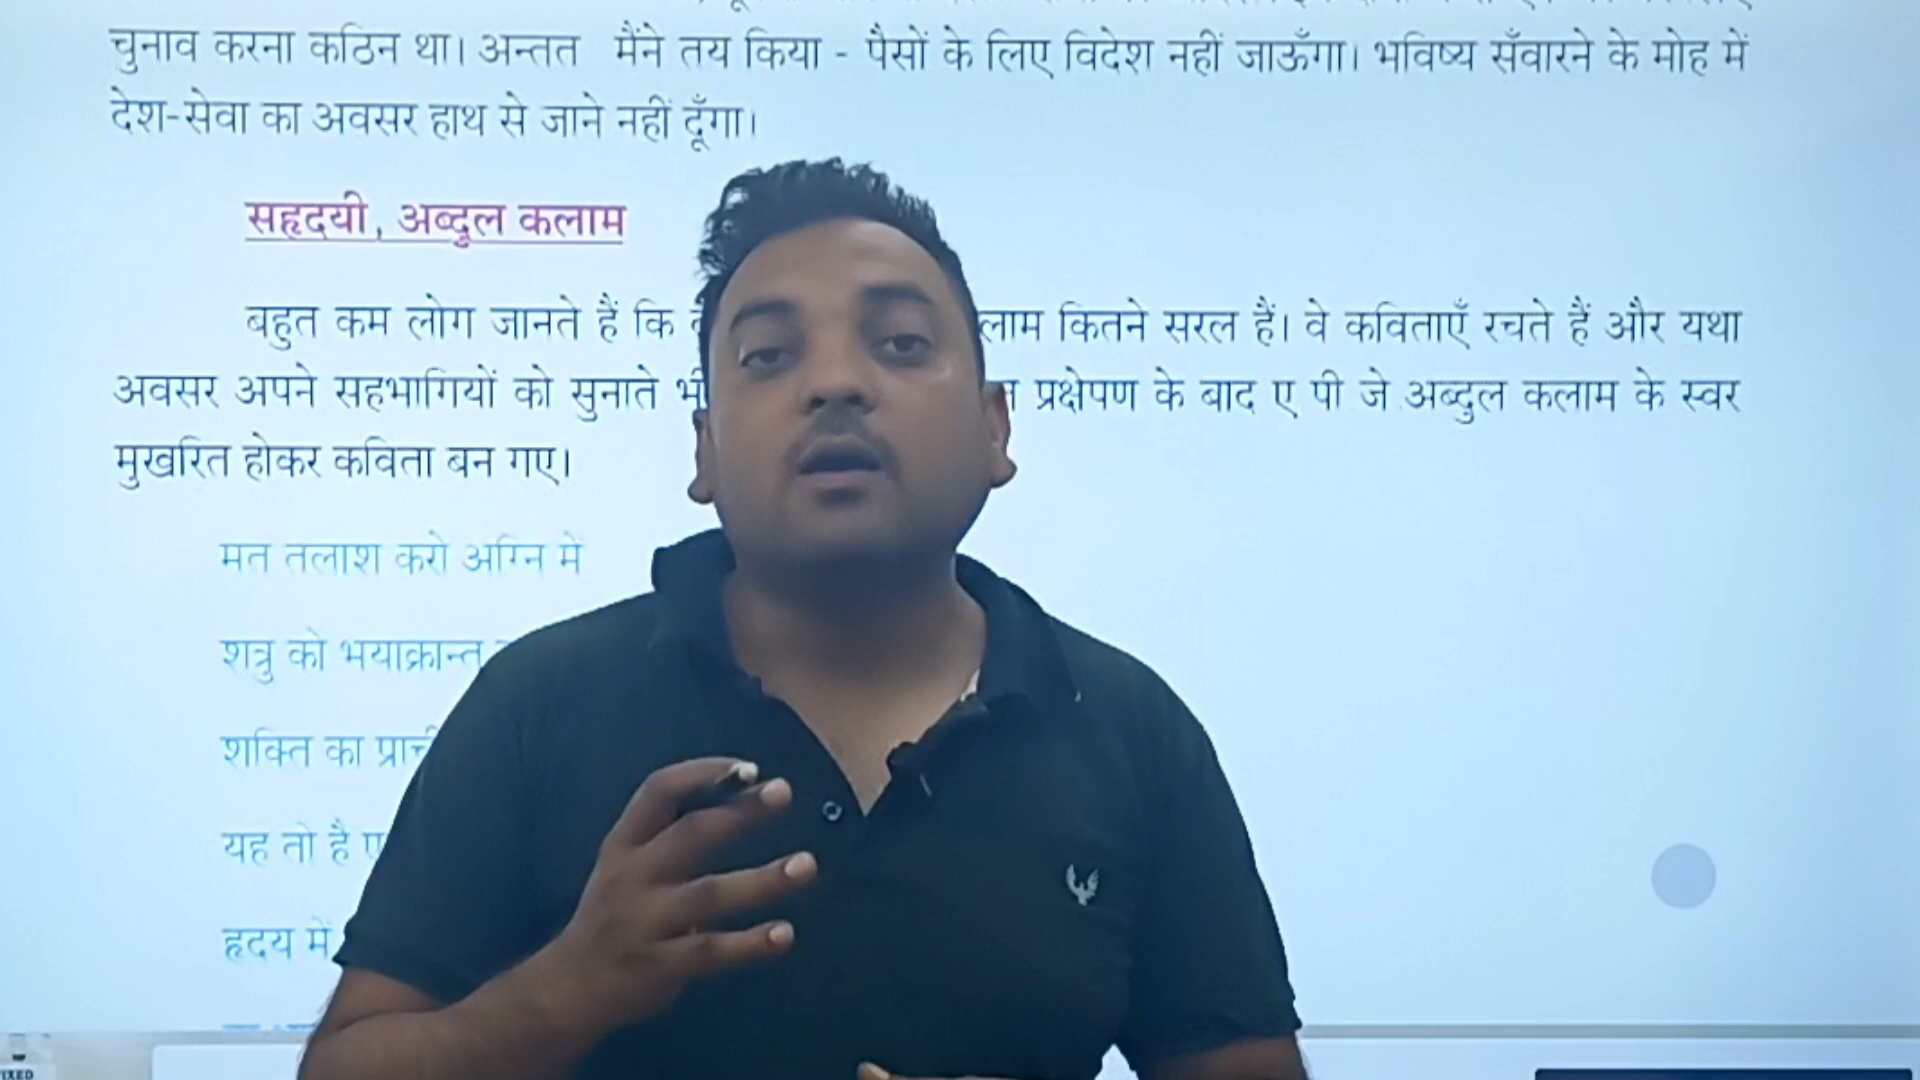 चुनाव करना कठिन था। अन्तत मैंने तय किया - पैसों के लिए विदेश नहीं जाऊँगा। भविष्य सँवारने के मोह में
देश-सेवा का अवसर हाथ से जाने नहीं दूँगा।
सहृदयी, अब्दुल कलाम
बहुत कम लोग जानते हैं कि कितने सरल हैं। वे कविताएँ रचते हैं और यथा
अवसर अपने सहभागियों को सुनाते प्रक्षेपण के बाद ए पी जे अब्दुल कलाम के स्वर
मुखरित होकर कविता बन गए।
मत तलाश करो अग्नि में
शत्रु को भयाक्रान्त
शक्ति का
यह तो है
हृदय में